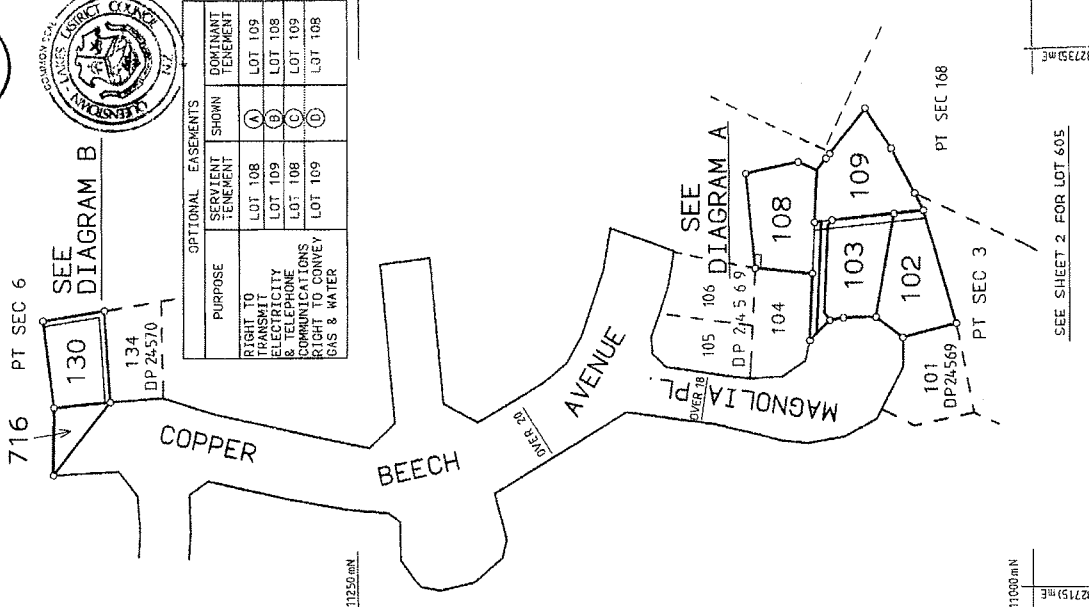 COMMON SEAL
QUEENSTOWN - LAKES DISTRICT COUNCIL
N.Z.
OPTIONAL EASEMENTS
PURPOSE SERVIENT TENEMENT SHOWN DOMINANT TENEMENT
RIGHT TO LOT 108 A LOT 109
TRANSMIT
ELECTRICITY LOT 109 B LOT 108
& TELEPHONE
COMMUNICATIONS LOT 108 C LOT 109
RIGHT TO CONVEY LOT 109 D LOT 108
GAS & WATER
716
PT SEC 6
SEE
DIAGRAM B
130
134
DP 24570
COPPER
BEECH
AVENUE
OVER 20
MAGNOLIA PL.
OVER 18
SEE
DIAGRAM A
105
106
DP 24569
104
108
109
103
102
101
DP24569
PT SEC 168
PT SEC 3
11250mN
11000mN
SEE SHEET 2 FOR LOT 605